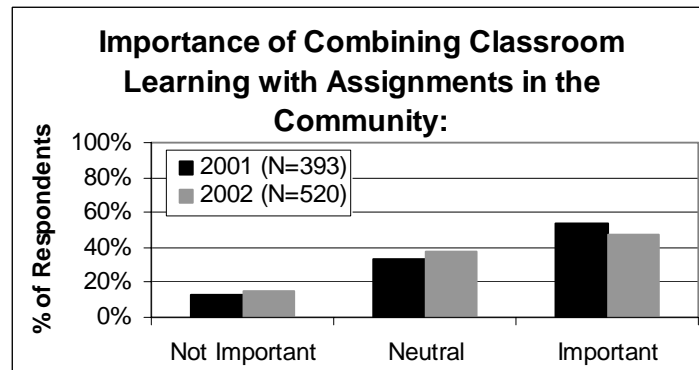 Importance of Combining Classroom
Learning with Assignments in the
Community:
% of Respondents
100%
80%
60%
40%
20%
0%
2001 (N=393)
2002 (N=520)
Not Important
Neutral
Important